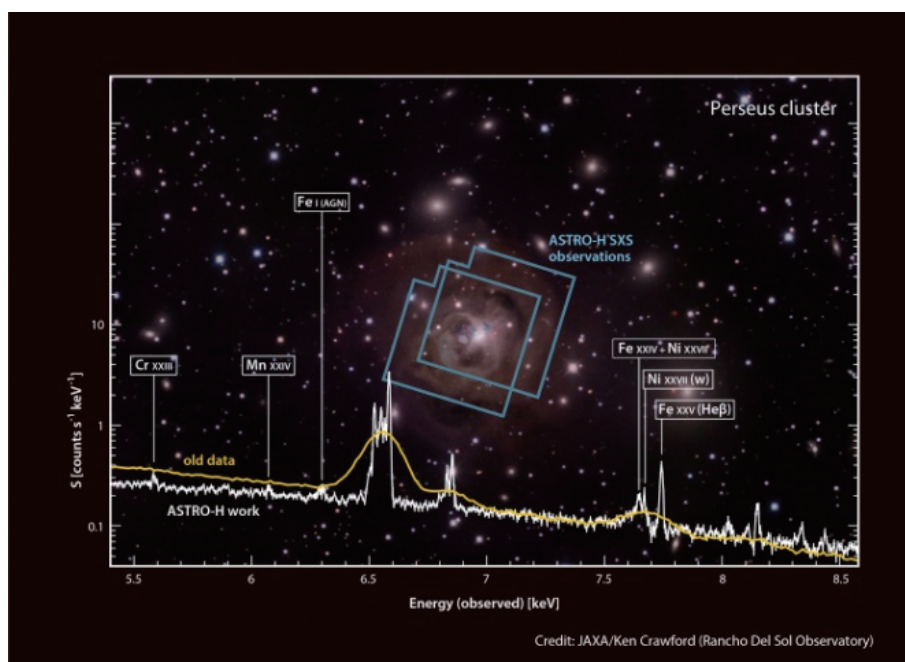 Perseus cluster
Fe I (AGN)
ASTRO-H SXS
observations
10
Fe XXIV + Ni XXVII
Cr XXIII
Mn XXIV
Ni XXVII (w)
Fe XXV (Heβ)
1
S [counts s⁻¹ keV⁻¹]
old data
ASTRO-H work
0.1
5.5 6 6.5 7 7.5 8 8.5
Energy (observed) [keV]
Credit: JAXA/Ken Crawford (Rancho Del Sol Observatory)